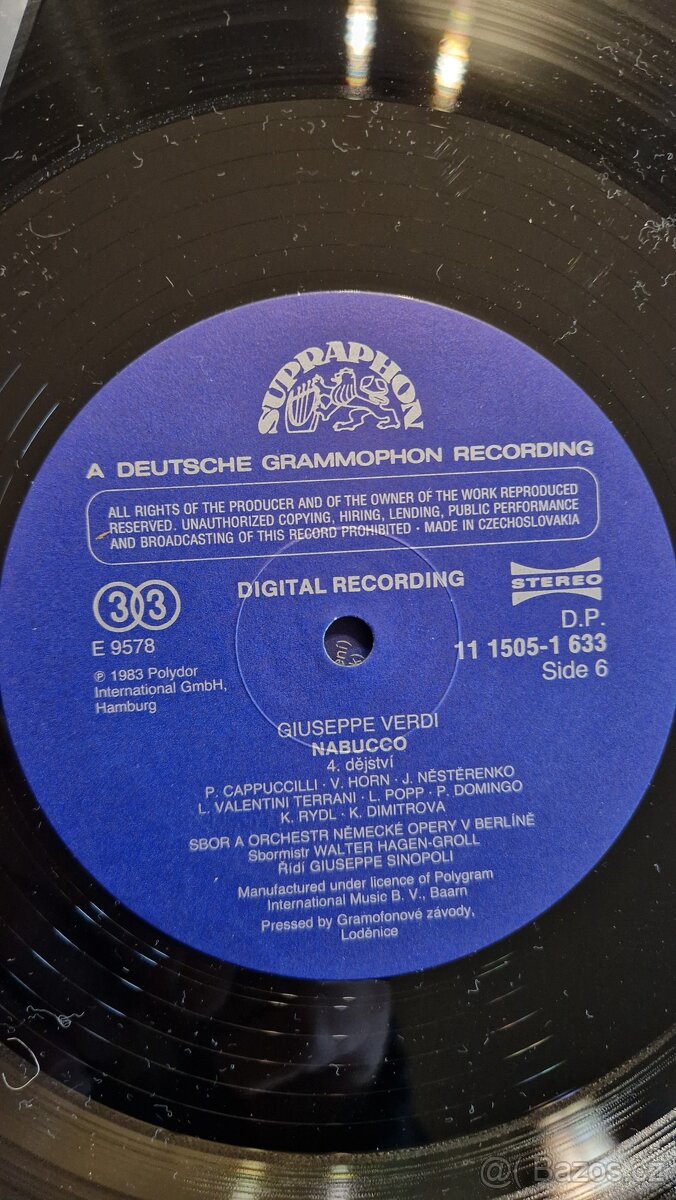 SUPRAPHON
A DEUTSCHE GRAMMOPHON RECORDING
ALL RIGHTS OF THE PRODUCER AND OF THE OWNER OF THE WORK REPRODUCED
RESERVED. UNAUTHORIZED COPYING, HIRING, LENDING, PUBLIC PERFORMANCE
AND BROADCASTING OF THIS RECORD PROHIBITED · MADE IN CZECHOSLOVAKIA
33
DIGITAL RECORDING
STEREO
E 9578
D.P.
11 1505-1 633
Side 6
℗ 1983 Polydor
International GmbH,
Hamburg
GIUSEPPE VERDI
NABUCCO
4. dějství
P. CAPPUCCILLI · V. HORN · J. NĚSTĚRENKO
L. VALENTINI TERRANI · L. POPP · P. DOMINGO
K. RYDL · K. DIMITROVA
SBOR A ORCHESTR NĚMECKÉ OPERY V BERLÍNĚ
Sbormistr WALTER HAGEN-GROLL
Řídí GIUSEPPE SINOPOLI
Manufactured under licence of Polygram
International Music B. V., Baarn
Pressed by Gramofonové závody,
Loděnice
@ Bazos.cz